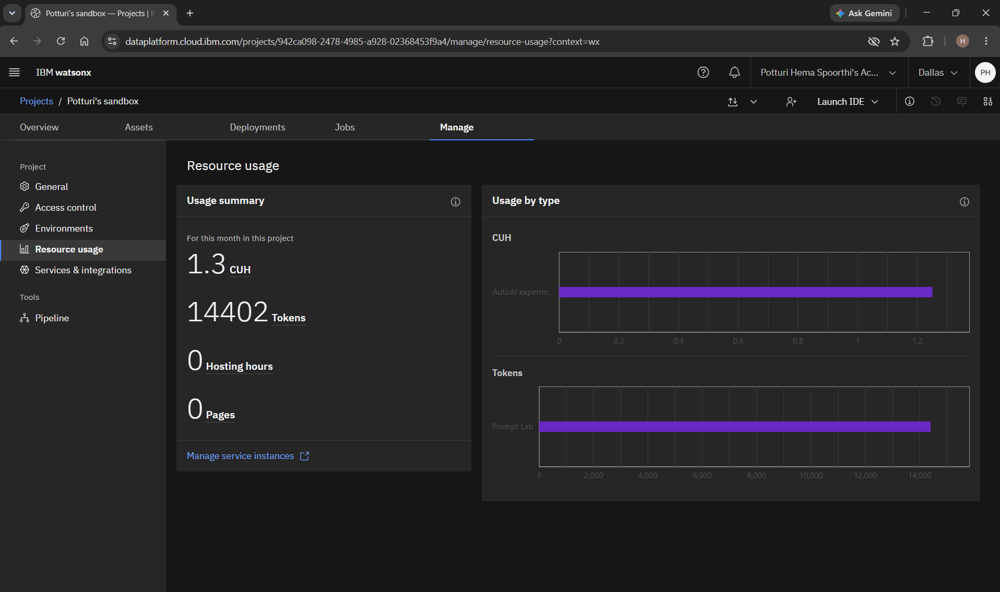 Potturi's sandbox — Projects | I
Ask Gemini
dataplatform.cloud.ibm.com/projects/942ca098-2478-4985-a928-02368453f9a4/manage/resource-usage?context=wx
H
IBM watsonx
Potturi Hema Spoorthi's Ac...
Dallas
PH
Projects / Potturi's sandbox
Launch IDE
Overview
Assets
Deployments
Jobs
Manage
Project
General
Access control
Environments
Resource usage
Services & integrations
Tools
Pipeline
Resource usage
Usage summary
For this month in this project
1.3 CUH
14402 Tokens
0 Hosting hours
0 Pages
Manage service instances
Usage by type
CUH
AutoAI experim...
0 0.2 0.4 0.6 0.8 1 1.2
Tokens
Prompt Lab
0 2,000 4,000 6,000 8,000 10,000 12,000 14,000